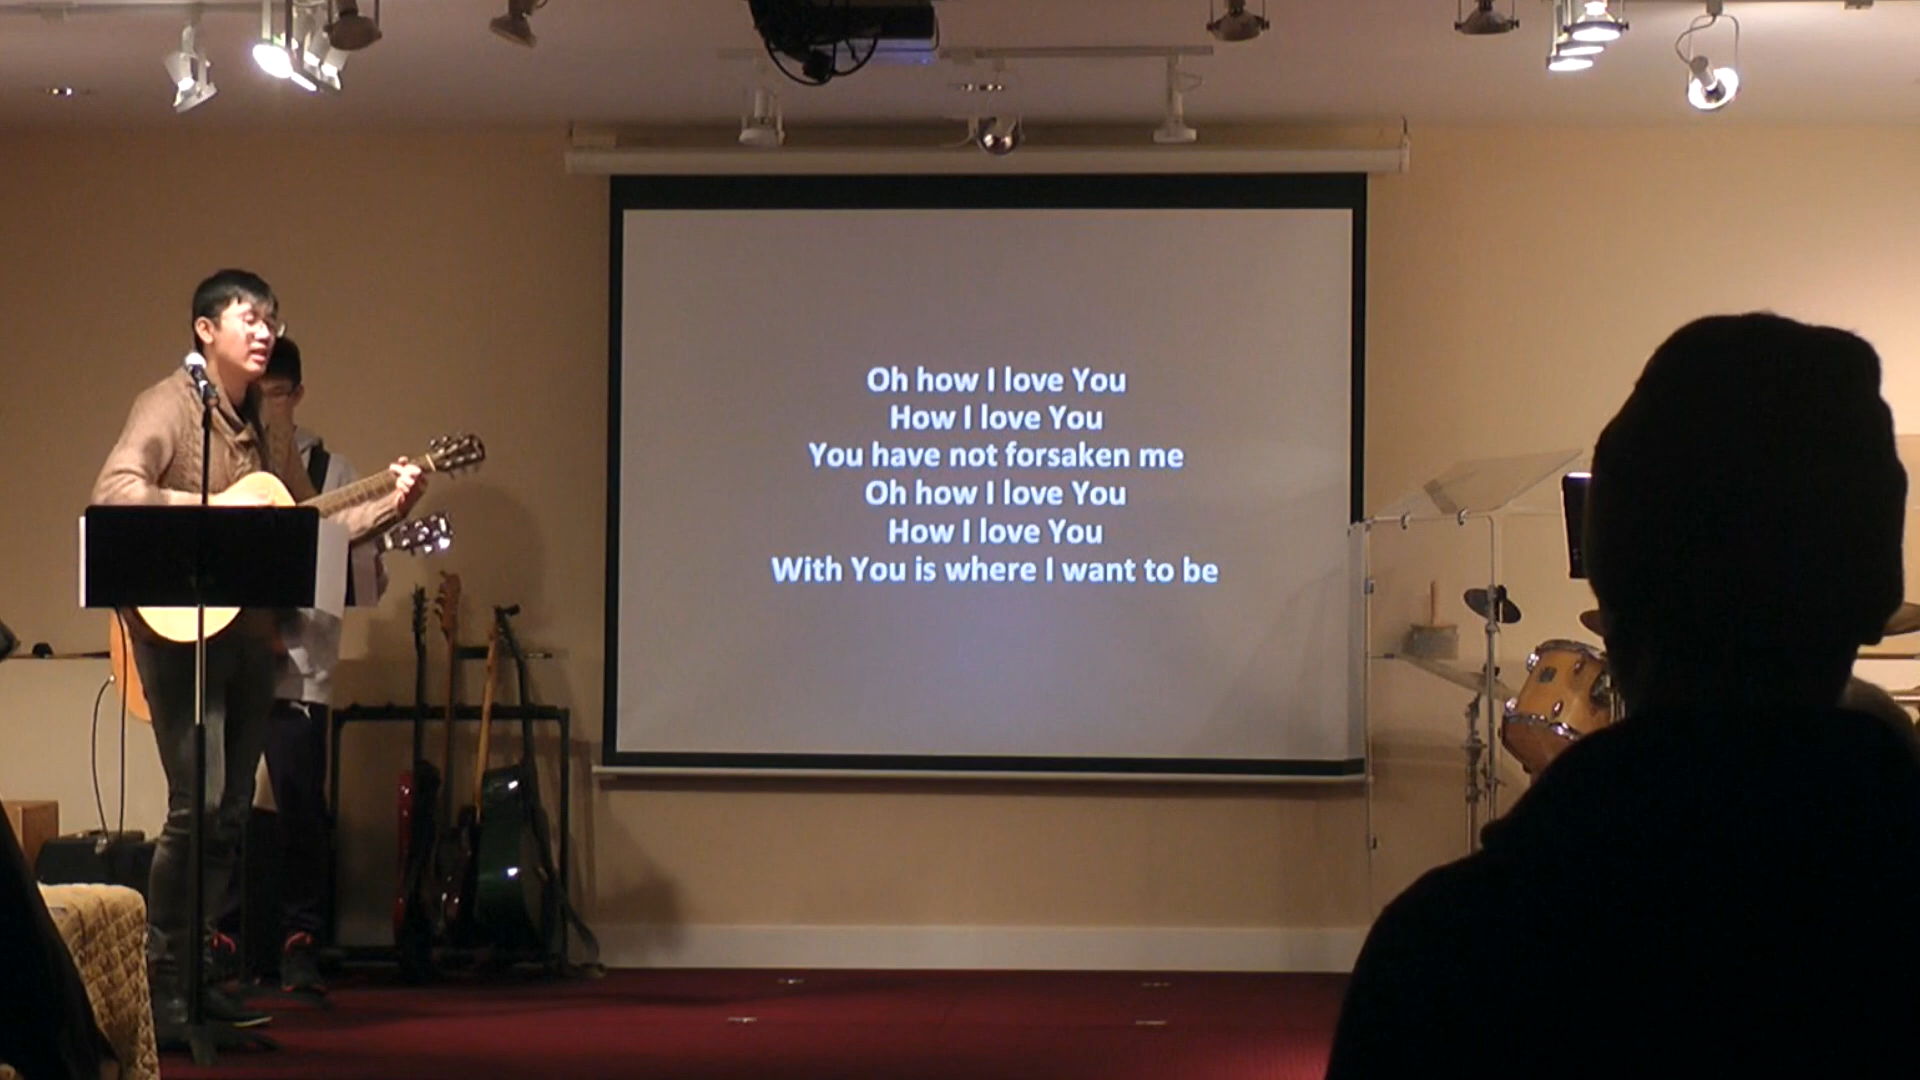 Oh how I love You
How I love You
You have not forsaken me
Oh how I love You
How I love You
With You is where I want to be